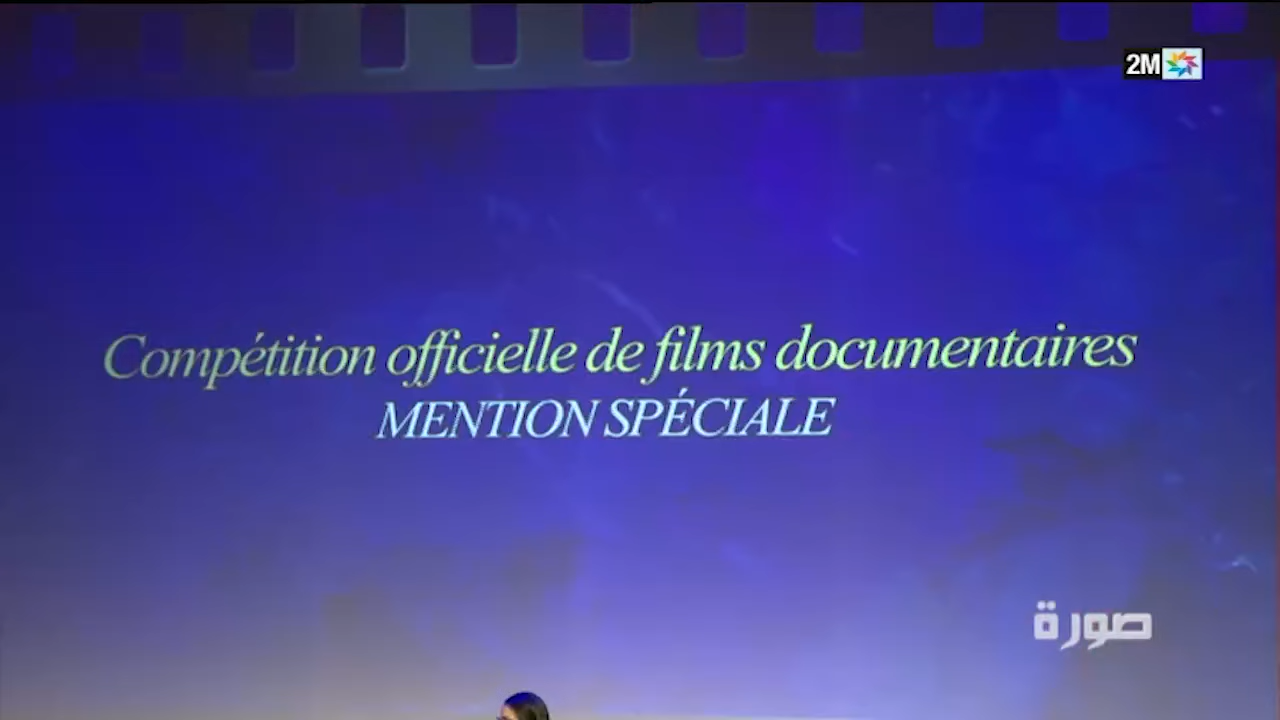 2M
Compétition officielle de films documentaires
MENTION SPÉCIALE
صورة